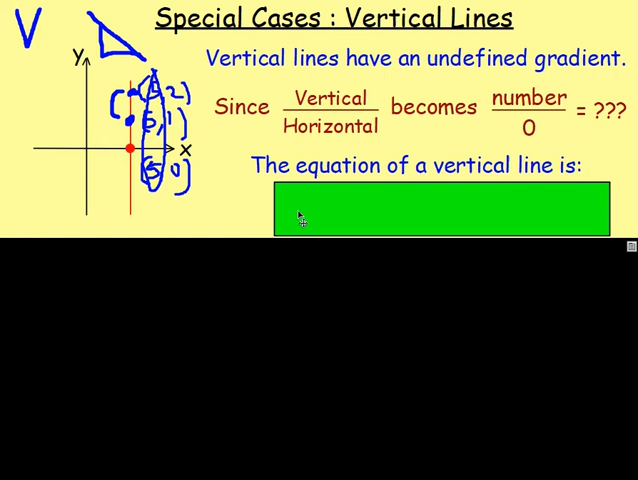 Special Cases : Vertical Lines
V
Vertical lines have an undefined gradient.
y
(5,2)
(5,1)
(5,0)
x
Since Vertical/Horizontal becomes number/0 = ???
The equation of a vertical line is: